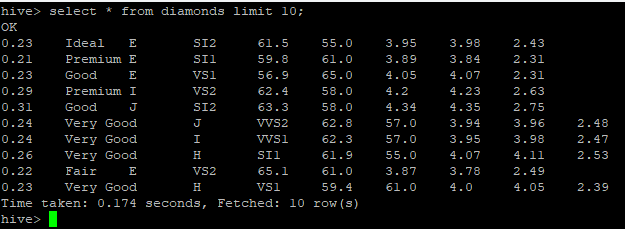 hive> select * from diamonds limit 10;
OK
0.23 Ideal E SI2 61.5 55.0 3.95 3.98 2.43
0.21 Premium E SI1 59.8 61.0 3.89 3.84 2.31
0.23 Good E VS1 56.9 65.0 4.05 4.07 2.31
0.29 Premium I VS2 62.4 58.0 4.2 4.23 2.63
0.31 Good J SI2 63.3 58.0 4.34 4.35 2.75
0.24 Very Good J VVS2 62.8 57.0 3.94 3.96 2.48
0.24 Very Good I VVS1 62.3 57.0 3.95 3.98 2.47
0.26 Very Good H SI1 61.9 55.0 4.07 4.11 2.53
0.22 Fair E VS2 65.1 61.0 3.87 3.78 2.49
0.23 Very Good H VS1 59.4 61.0 4.0 4.05 2.39
Time taken: 0.174 seconds, Fetched: 10 row(s)
hive>